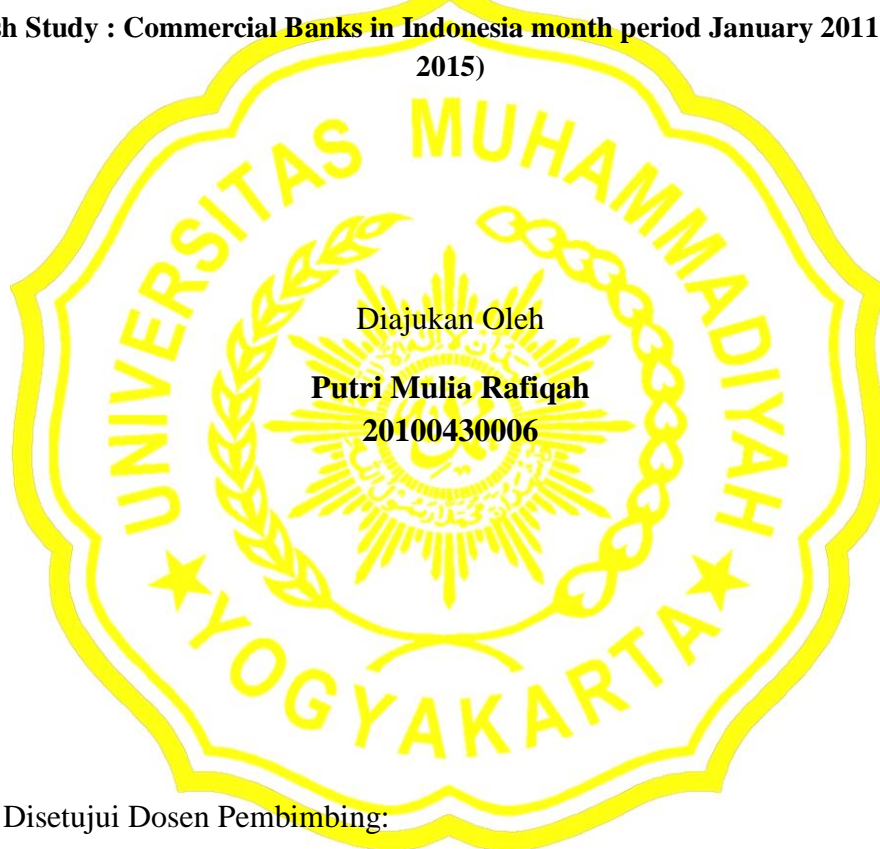 sh Study : Commercial Banks in Indonesia month period January 2011
2015)
UNIVERSITAS MUHAMMADIYAH
YOGYAKARTA
Diajukan Oleh
Putri Mulia Rafiqah
20100430006
Disetujui Dosen Pembimbing: